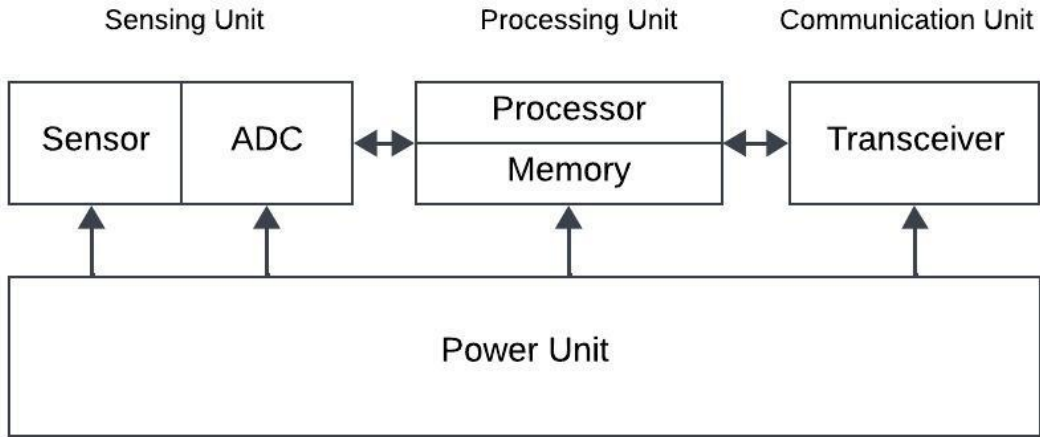 Sensing Unit
Processing Unit
Communication Unit
Sensor
ADC
Processor
Memory
Transceiver
Power Unit